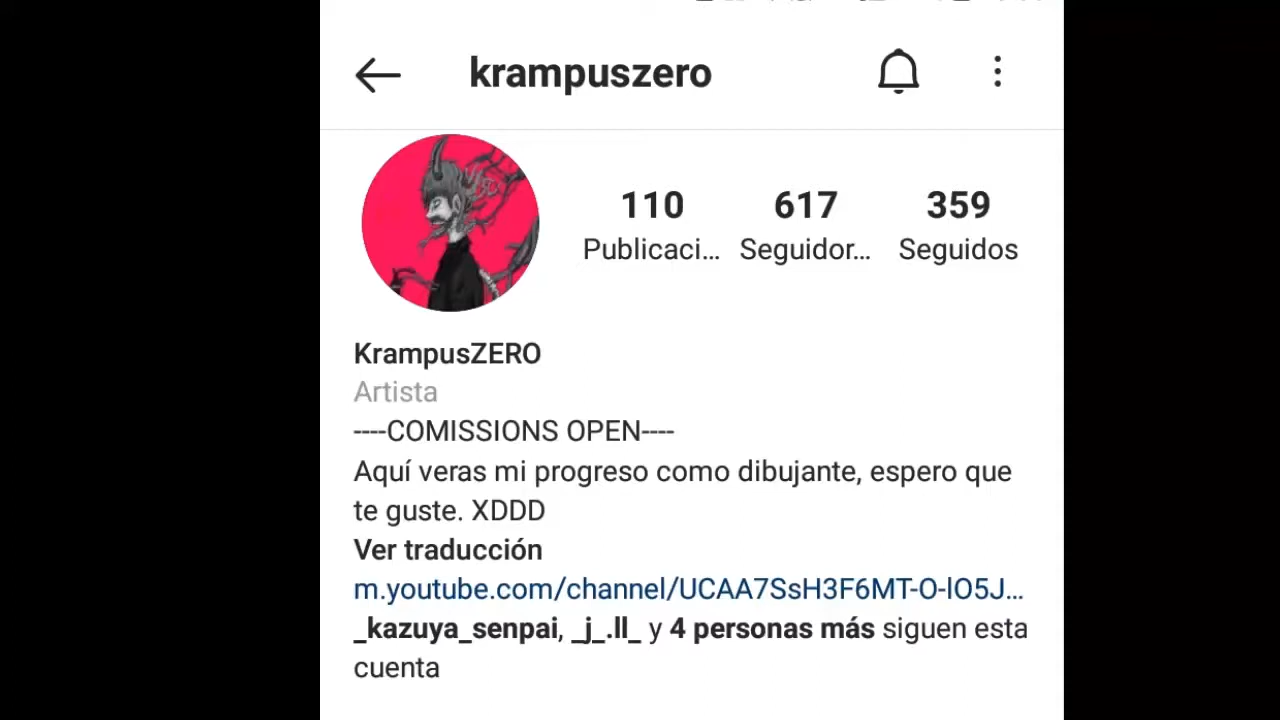 krampuszero
110 617 359
Publicaci... Seguidor... Seguidos
KrampusZERO
Artista
----COMISSIONS OPEN----
Aquí veras mi progreso como dibujante, espero que
te guste. XDDD
Ver traducción
m.youtube.com/channel/UCAA7SsH3F6MT-O-lO5J...
_kazuya_senpai, _j_.ll_ y 4 personas más siguen esta
cuenta